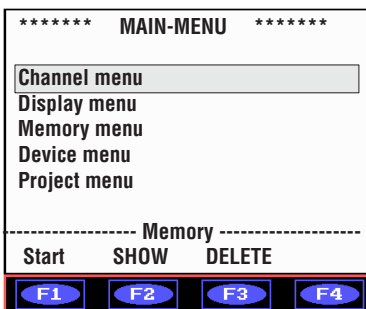 ******* MAIN-MENU *******
Channel menu
Display menu
Memory menu
Device menu
Project menu
------------------- Memory --------------------
Start SHOW DELETE
F1 F2 F3 F4